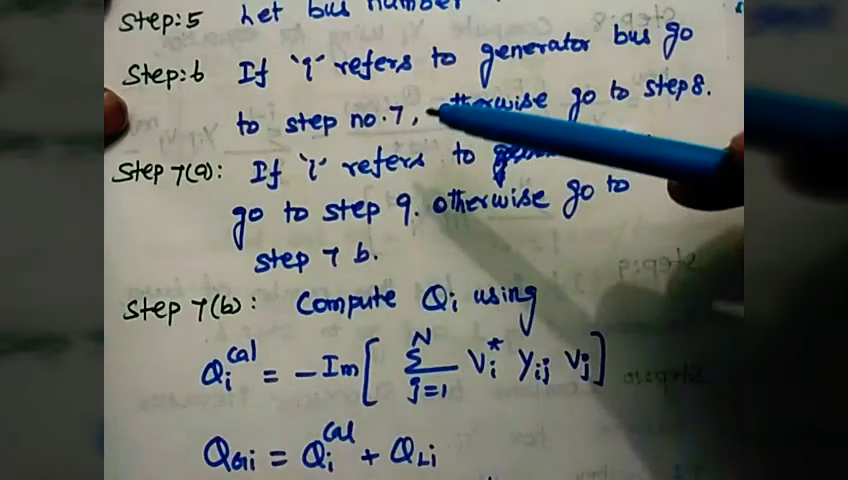 Step:5 Let bus number
Step:6 If 'i' refers to generator bus go
to step no.7, otherwise go to step 8.
Step 7(a): If 'i' refers to
go to step 9. otherwise go to
step 7 b.
Step 7(b): Compute Qi using
Qi^cal = -Im[ Σ_{j=1}^{N} Vi* Yij Vj]
QGi = Qi^cal + QLi